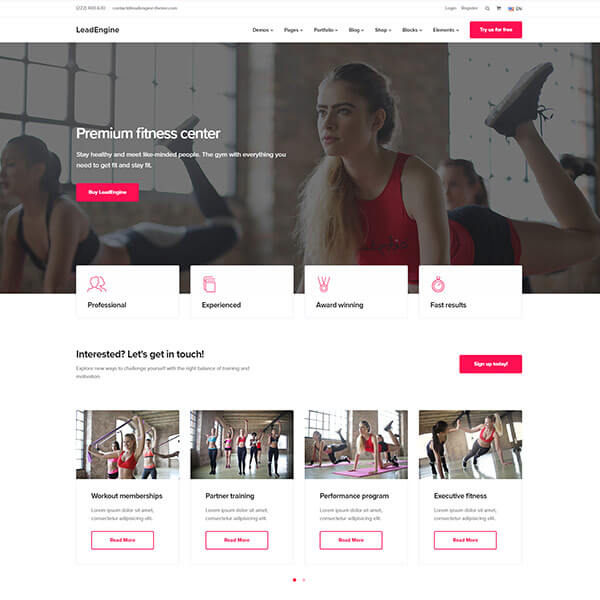 (222) 400-630 contact@leadengine-theme.com Login Register EN
LeadEngine Demos Pages Portfolio Blog Shop Blocks Elements Try us for free
Premium fitness center
Stay healthy and meet like-minded people. The gym with everything you
need to get fit and stay fit.
Buy LeadEngine
Professional Experienced Award winning Fast results
Interested? Let's get in touch!
Explore new ways to challenge yourself with the right balance of training and
motivation.
Sign up today!
Workout memberships Partner training Performance program Executive fitness
Lorem ipsum dolor sit amet, Lorem ipsum dolor sit amet, Lorem ipsum dolor sit amet, Lorem ipsum dolor sit amet,
consectetur adipiscing elit. consectetur adipiscing elit. consectetur adipiscing elit. consectetur adipiscing elit.
Read More Read More Read More Read More